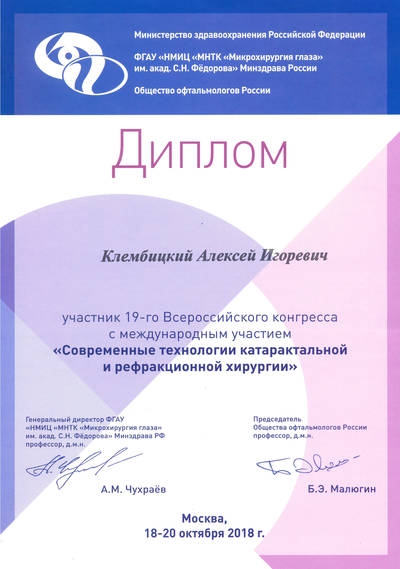 Министерство здравоохранения Российской Федерации
ФГАУ «НМИЦ «МНТК «Микрохирургия глаза»
им. акад. С.Н. Фёдорова» Минздрава России
Общество офтальмологов России
Диплом
Клембицкий Алексей Игоревич
участник 19-го Всероссийского конгресса
с международным участием
«Современные технологии катарактальной
и рефракционной хирургии»
Генеральный директор ФГАУ
«НМИЦ «МНТК «Микрохирургия глаза»
им. акад. С.Н. Фёдорова» Минздрава РФ
профессор, д.м.н.
А.М. Чухраёв
Председатель
Общества офтальмологов России
профессор, д.м.н.
Б.Э. Малюгин
Москва,
18-20 октября 2018 г.